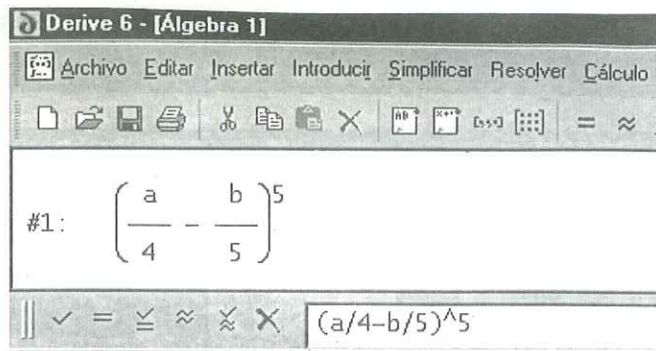 Derive 6 - [Álgebra 1]
Archivo Editar Insertar Introducir Simplificar Resolver Cálculo
#1: (a/4 - b/5)^5
(a/4-b/5)^5